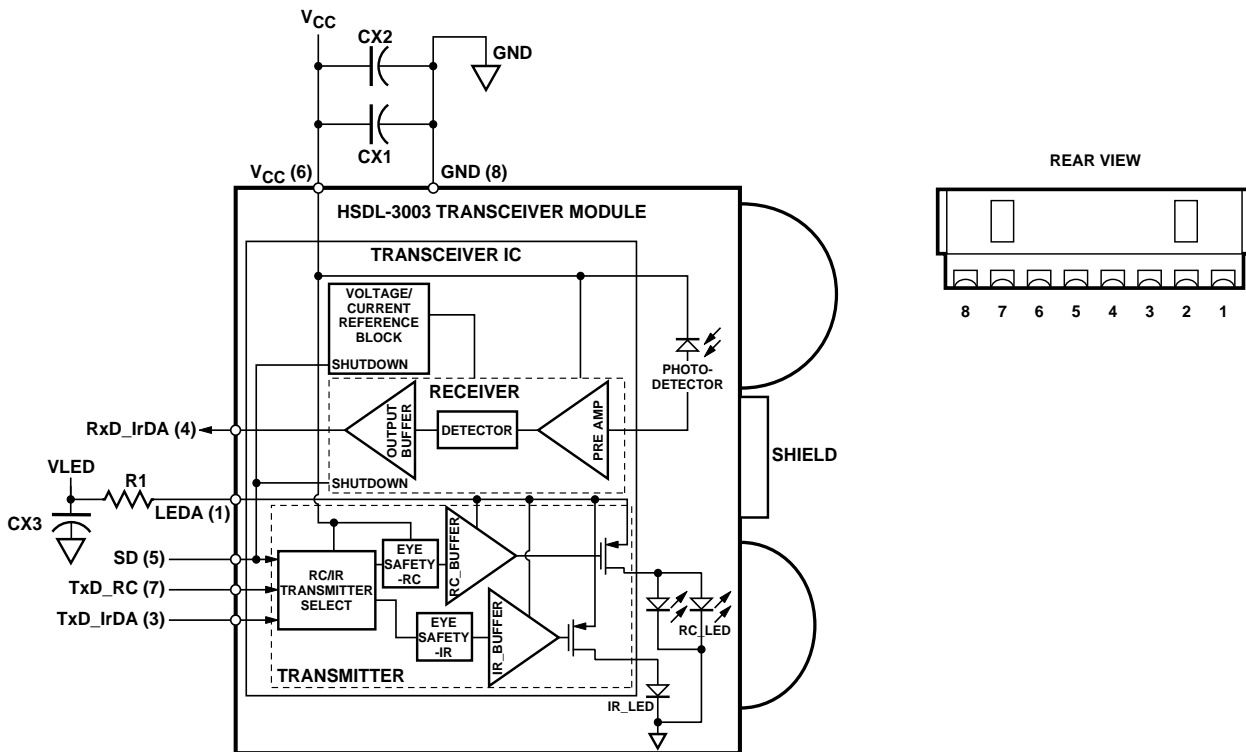 VCC
CX2
GND
CX1
VCC (6)
GND (8)
HSDL-3003 TRANSCEIVER MODULE
TRANSCEIVER IC
VOLTAGE/
CURRENT
REFERENCE
BLOCK
SHUTDOWN
PHOTO-
DETECTOR
RECEIVER
OUTPUT
BUFFER
DETECTOR
PRE AMP
RxD_IrDA (4)
SHIELD
VLED
R1
SHUTDOWN
LEDA (1)
CX3
SD (5)
TxD_RC (7)
TxD_IrDA (3)
RC/IR
TRANSMITTER
SELECT
EYE
SAFETY
-RC
RC_BUFFER
EYE
SAFETY
-IR
IR_BUFFER
RC_LED
TRANSMITTER
IR_LED
REAR VIEW
8 7 6 5 4 3 2 1